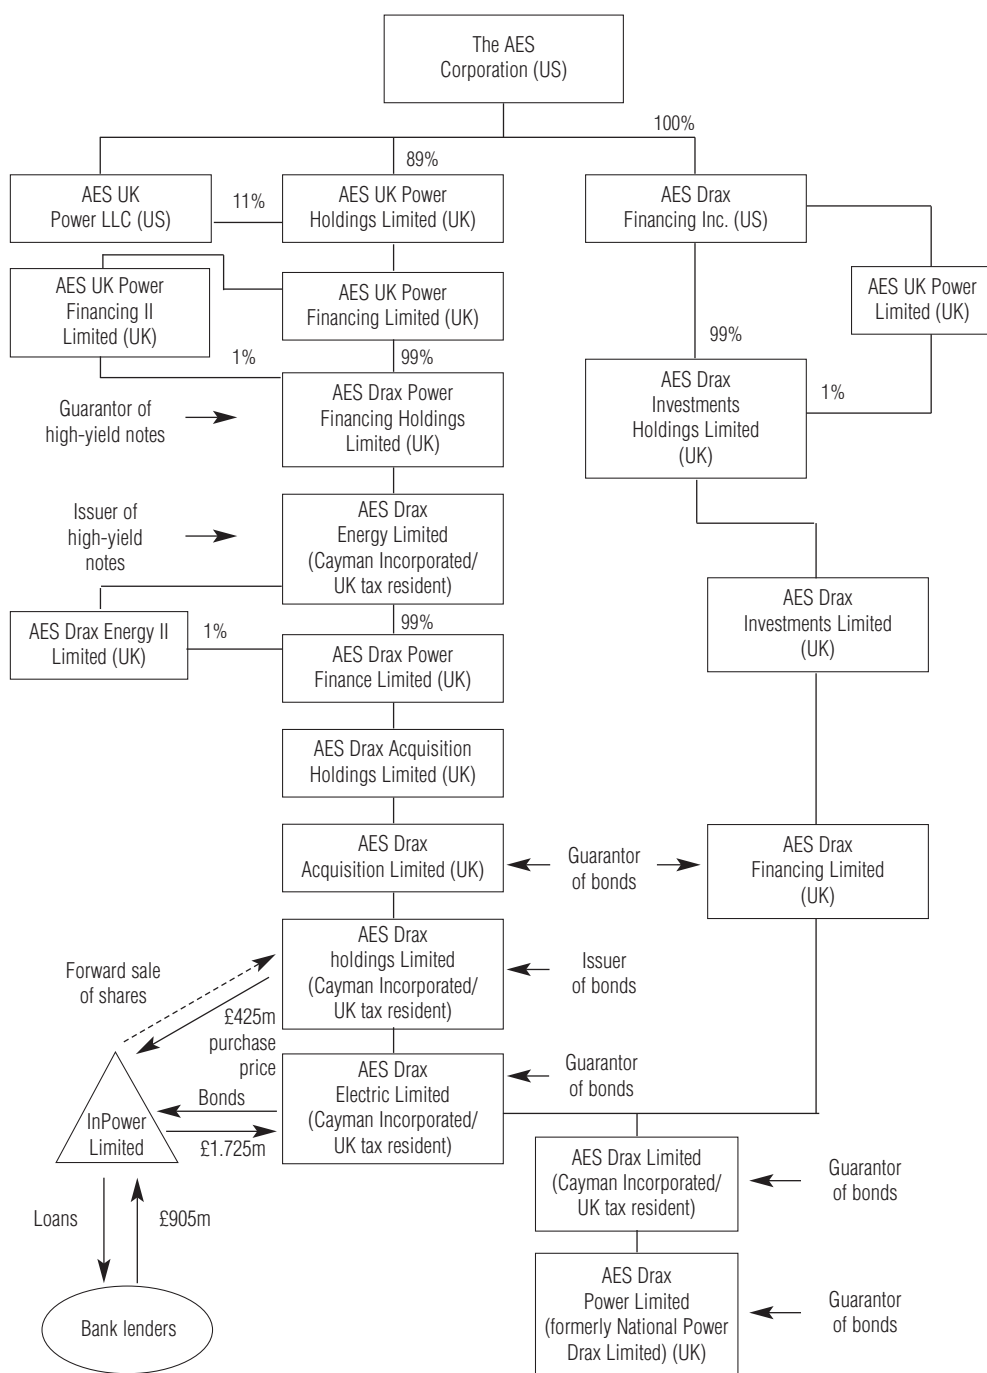 The AES
Corporation (US)
100%
89%
AES UK
Power LLC (US)
11%
AES UK Power
Holdings Limited (UK)
AES Drax
Financing Inc. (US)
AES UK Power
Financing II
Limited (UK)
AES UK Power
Financing Limited (UK)
AES UK Power
Limited (UK)
1%
99%
99%
Guarantor of
high-yield notes
AES Drax Power
Financing Holdings
Limited (UK)
AES Drax
Investments
Holdings Limited
(UK)
1%
Issuer of
high-yield
notes
AES Drax
Energy Limited
(Cayman Incorporated/
UK tax resident)
AES Drax
Investments Limited
(UK)
AES Drax Energy II
Limited (UK)
1%
99%
AES Drax Power
Finance Limited (UK)
AES Drax Acquisition
Holdings Limited (UK)
AES Drax
Acquisition Limited (UK)
Guarantor
of bonds
AES Drax
Financing Limited
(UK)
Forward sale
of shares
AES Drax
holdings Limited
(Cayman Incorporated/
UK tax resident)
Issuer
of bonds
£425m
purchase
price
AES Drax
Electric Limited
(Cayman Incorporated/
UK tax resident)
Guarantor
of bonds
Bonds
InPower
Limited
£1.725m
AES Drax Limited
(Cayman Incorporated/
UK tax resident)
Guarantor
of bonds
Loans
£905m
AES Drax
Power Limited
(formerly National Power
Drax Limited) (UK)
Guarantor
of bonds
Bank lenders